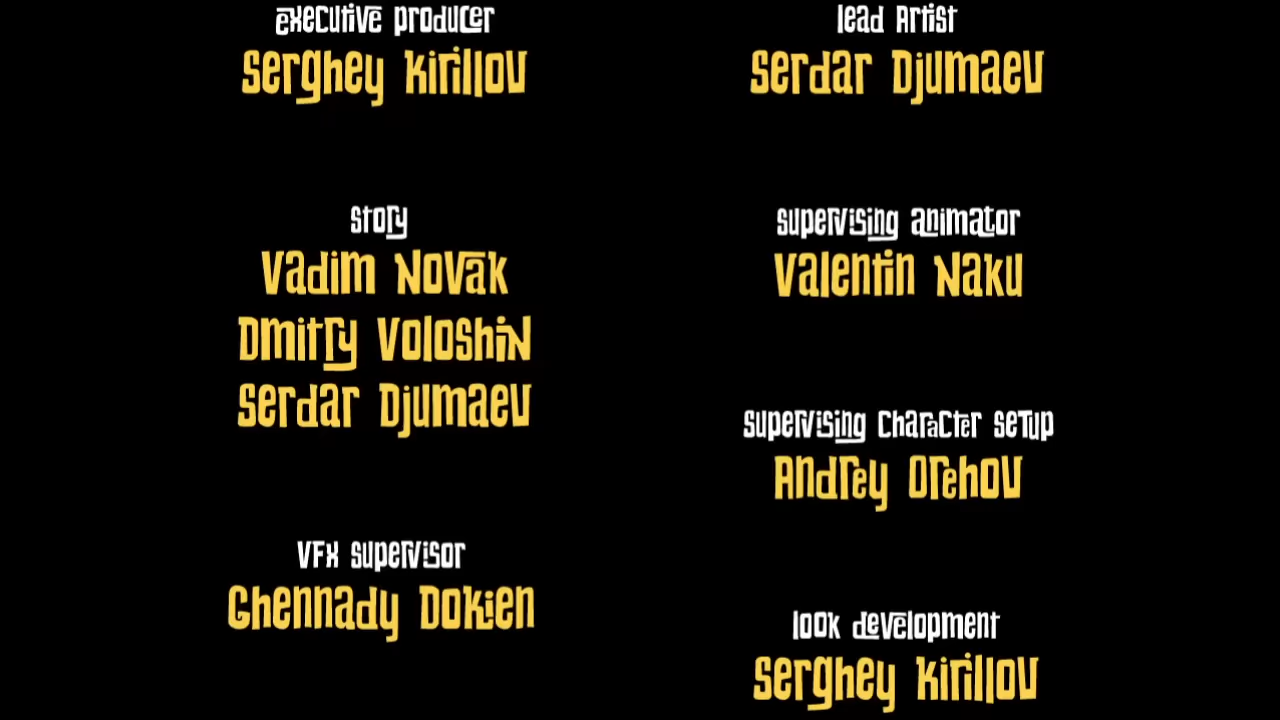 executive producer
Serghey Kirillov
story
Vadim Novak
Dmitry Voloshin
Serdar Djumaev
VFX supervisor
Ghennady Dokien
lead artist
Serdar Djumaev
supervising animator
Valentin Naku
supervising character setup
Andrey Orehov
look development
Serghey Kirillov